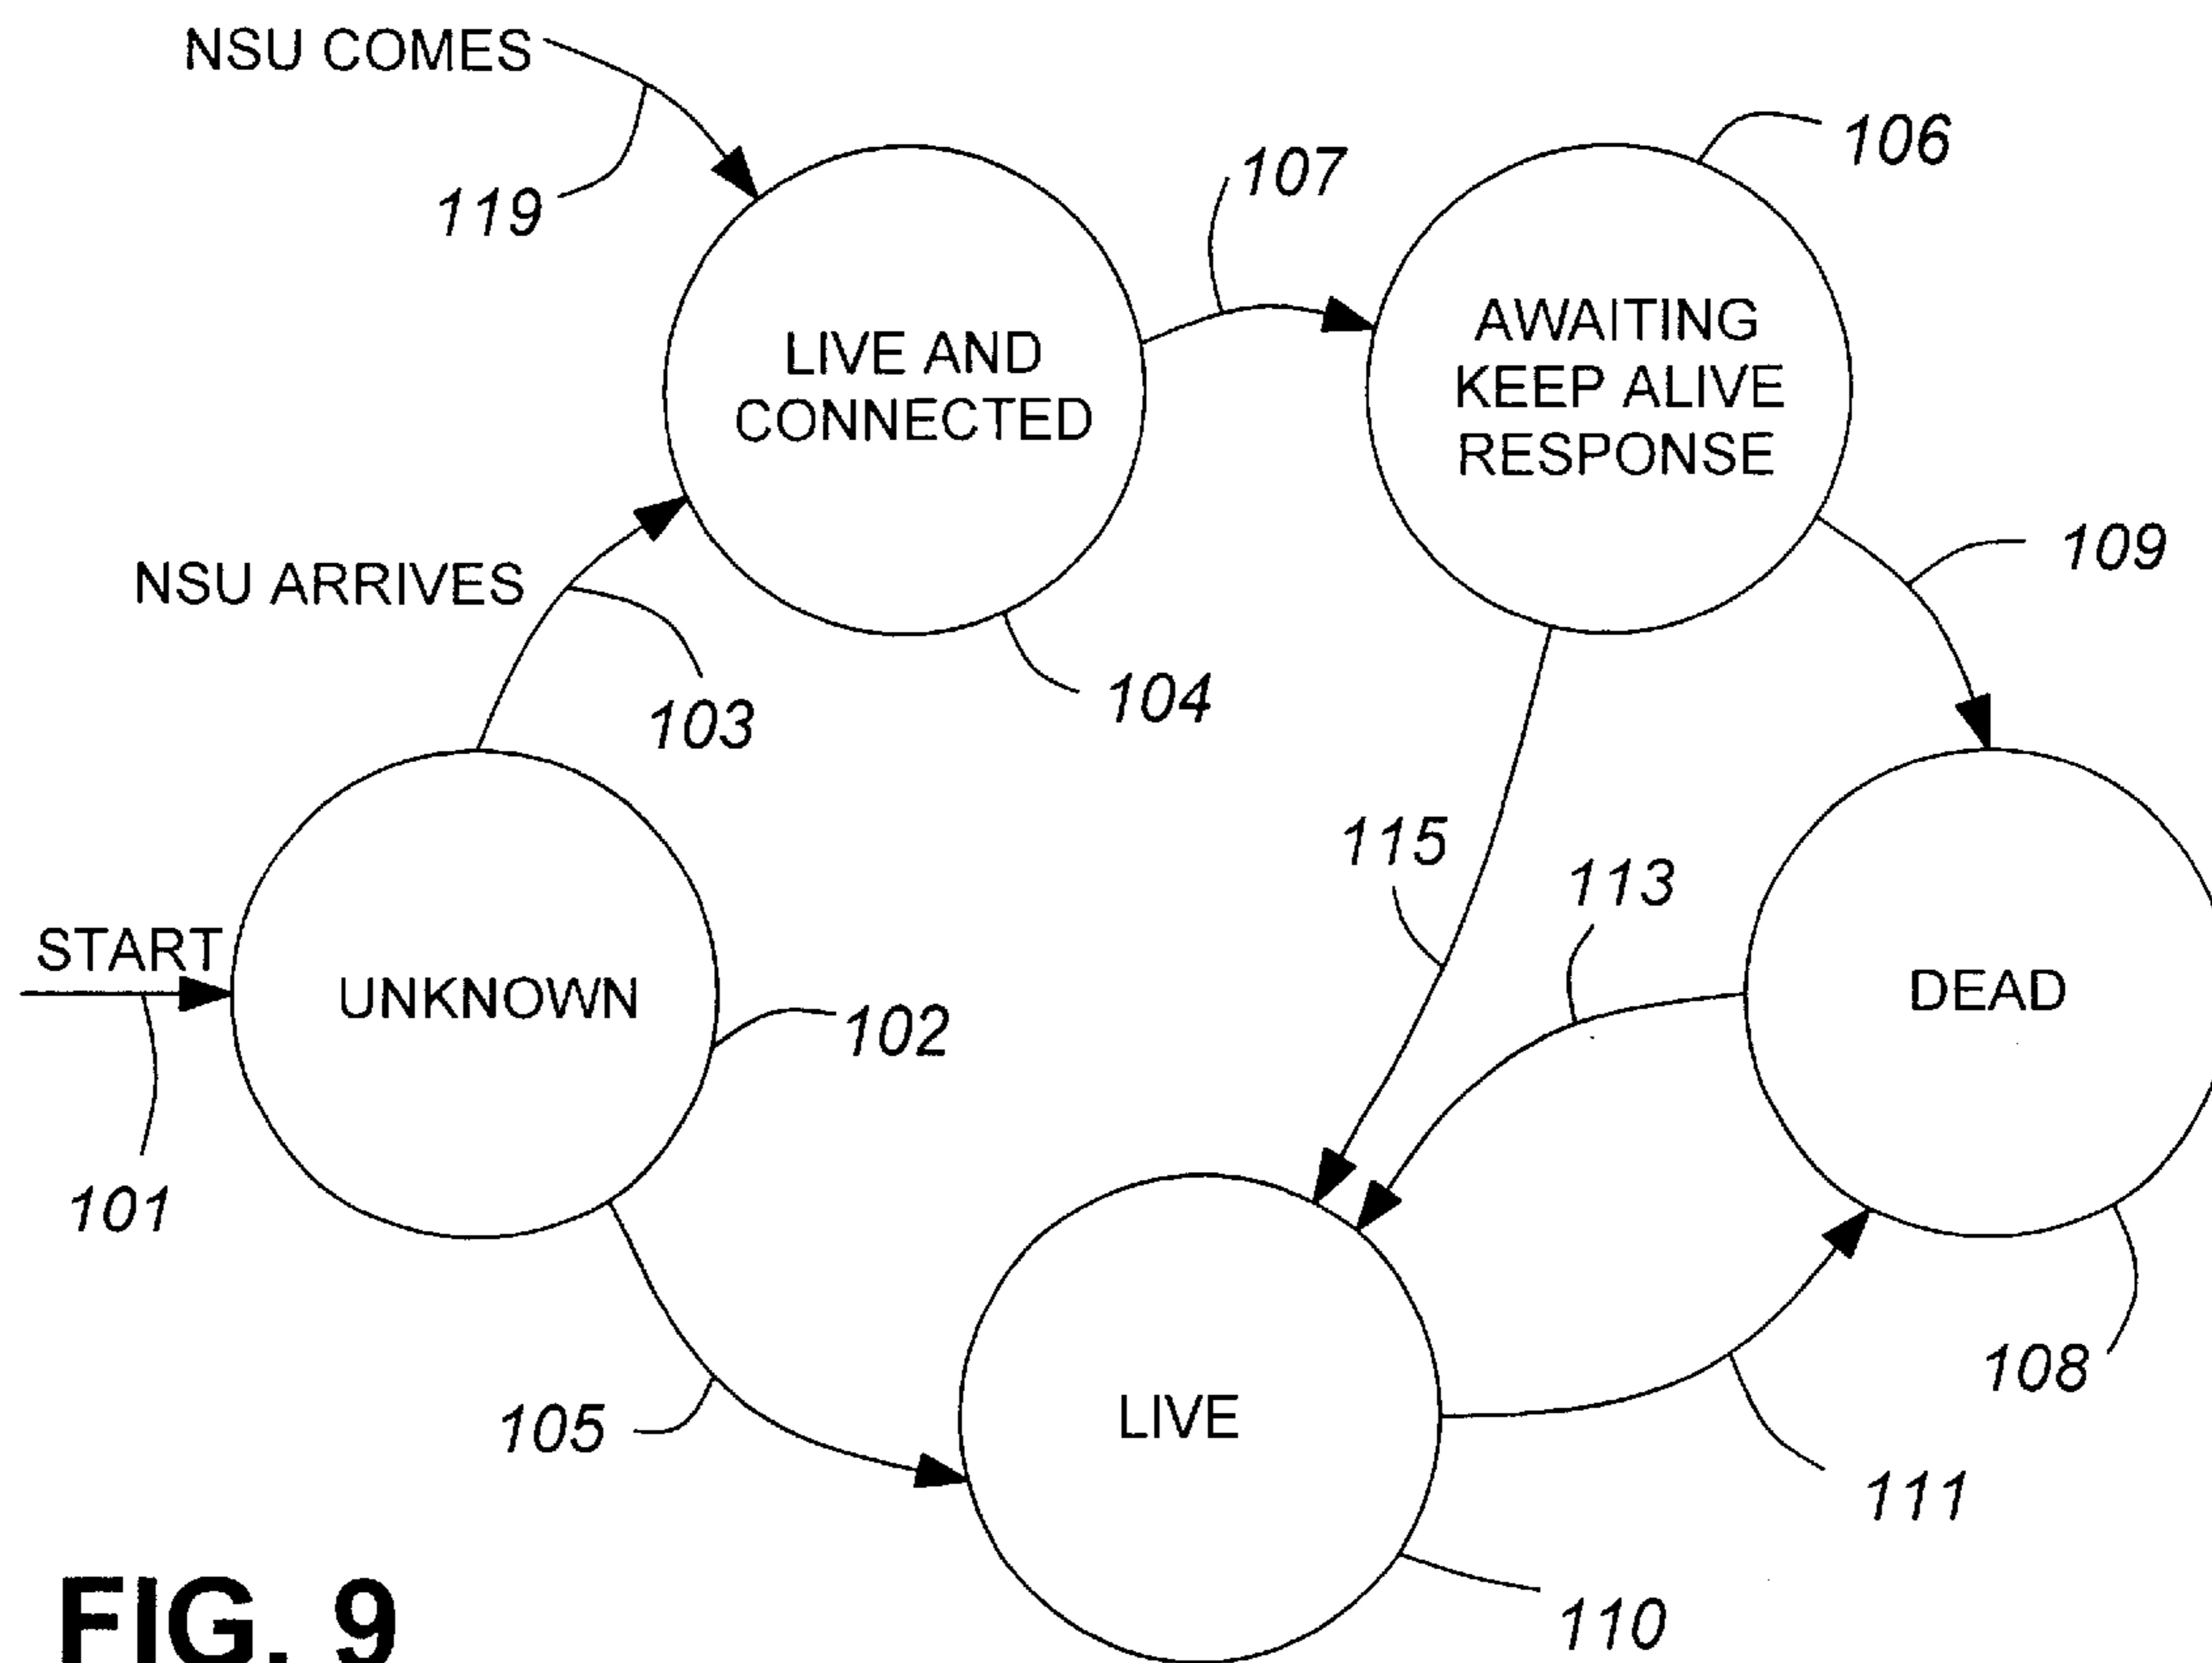 NSU COMES
119
107
106
LIVE AND
CONNECTED
AWAITING
KEEP ALIVE
RESPONSE
109
NSU ARRIVES
103
104
115
113
START
UNKNOWN
102
DEAD
101
105
LIVE
108
111
110
FIG. 9